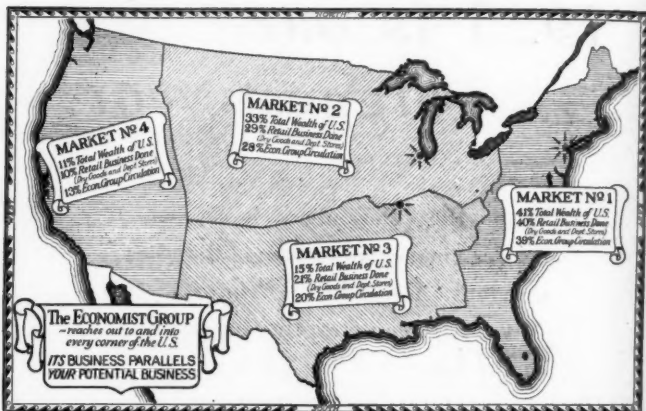 NORTH
MARKET Nº 4
11% Total Wealth of U.S.
10% Retail Business Done
(Dry Goods and Dept. Stores)
13% Econ. Group Circulation
MARKET Nº 2
33% Total Wealth of U.S.
29% Retail Business Done
(Dry Goods and Dept. Stores)
28% Econ. Group Circulation
MARKET Nº 1
41% Total Wealth of U.S.
40% Retail Business Done
(Dry Goods and Dept. Stores)
39% Econ. Group Circulation
MARKET Nº 3
15% Total Wealth of U.S.
21% Retail Business Done
(Dry Goods and Dept. Stores)
20% Econ. Group Circulation
The ECONOMIST GROUP
~reaches out to and into
every corner of the U.S.
ITS BUSINESS PARALLELS
YOUR POTENTIAL BUSINESS